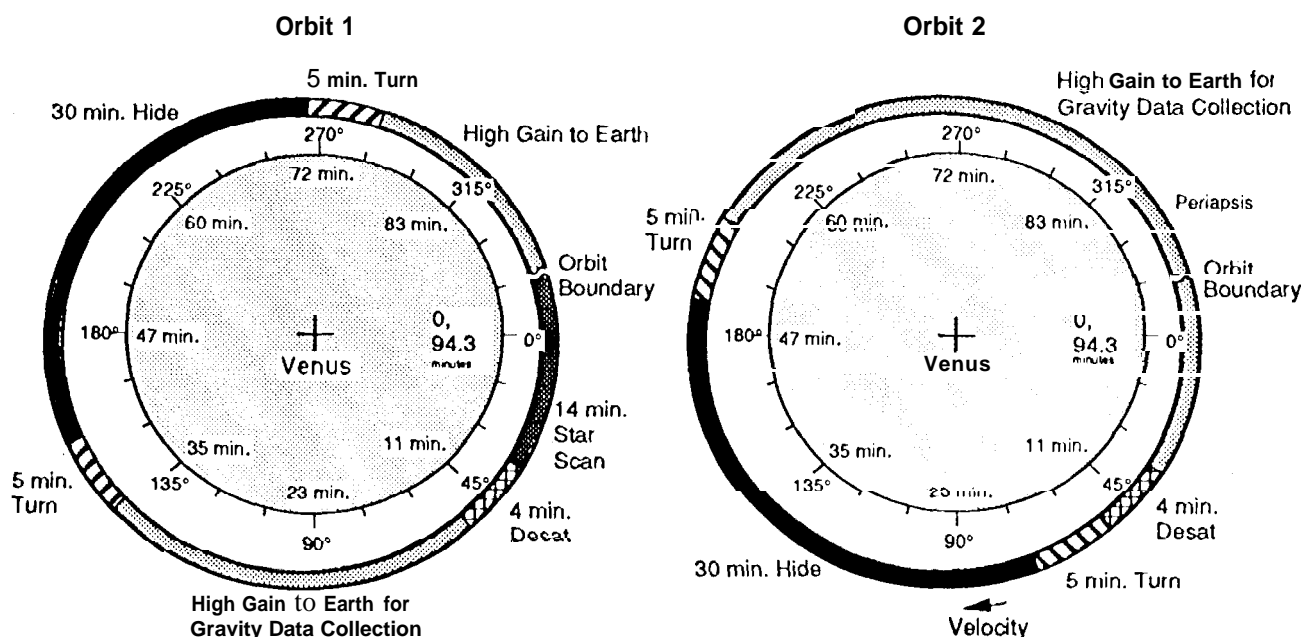 Orbit 1
5 min. Turn
30 min. Hide
High Gain to Earth
270°
72 min.
225°
315°
60 min.
83 min.
Orbit
Boundary
180°
47 min.
0,
94.3
minutes
0°
Venus
14 min.
Star
Scan
35 min.
11 min.
5 min.
Turn
135°
23 min.
45°
4 min.
90°
High Gain to Earth for
Gravity Data Collection
Orbit 2
High Gain to Earth for
Gravity Data Collection
270°
72 min.
225°
315°
Periapsis
5 min.
Turn
60 min.
83 min.
Orbit
Boundary
180°
47 min.
0,
94.3
minutes
0°
Venus
35 min.
11 min.
135°
min.
45°
4 min.
Desat
90°
30 min. Hide
5 min. Turn
Velocity